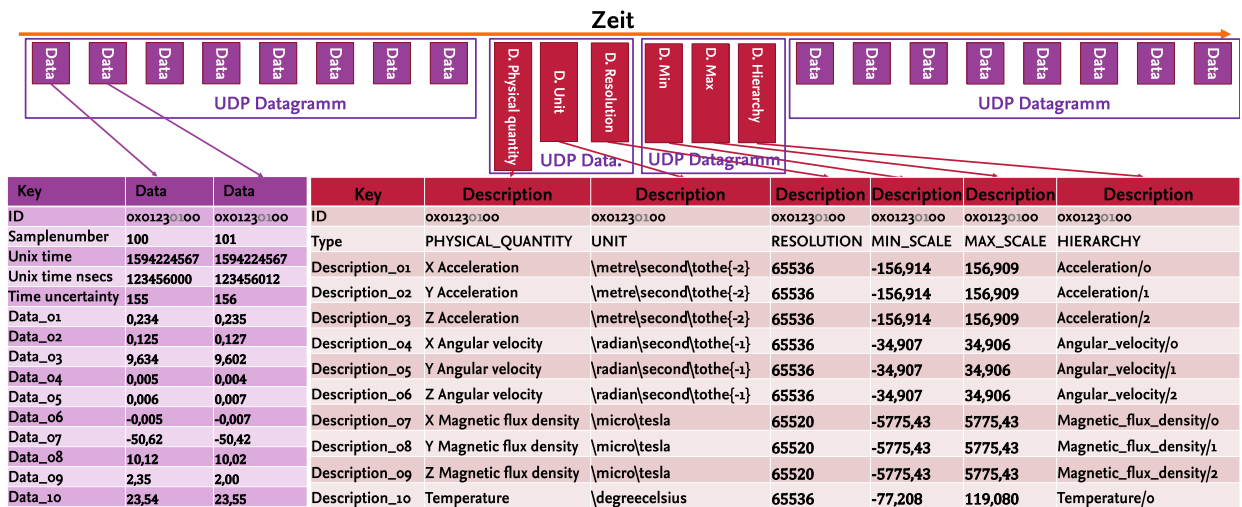 Zeit
Data Data Data Data Data Data Data Data
UDP Datagramm
D. Physical quantity D. Unit D. Resolution
UDP Data.
D. Min D. Max D. Hierarchy
UDP Datagramm
Data Data Data Data Data Data Data Data
UDP Datagramm
Key Data Data
ID 0x01230100 0x01230100
Samplenumber 100 101
Unix time 1594224567 1594224567
Unix time nsecs 123456000 123456012
Time uncertainty 155 156
Data_01 0,234 0,235
Data_02 0,125 0,127
Data_03 9,634 9,602
Data_04 0,005 0,004
Data_05 0,006 0,007
Data_06 -0,005 -0,007
Data_07 -50,62 -50,42
Data_08 10,12 10,02
Data_09 2,35 2,00
Data_10 23,54 23,55
Key Description Description Description Description Description Description
ID 0x01230100 0x01230100 0x01230100 0x01230100 0x01230100 0x01230100
Type PHYSICAL_QUANTITY UNIT RESOLUTION MIN_SCALE MAX_SCALE HIERARCHY
Description_01 X Acceleration \metre\second\tothe{-2} 65536 -156,914 156,909 Acceleration/0
Description_02 Y Acceleration \metre\second\tothe{-2} 65536 -156,914 156,909 Acceleration/1
Description_03 Z Acceleration \metre\second\tothe{-2} 65536 -156,914 156,909 Acceleration/2
Description_04 X Angular velocity \radian\second\tothe{-1} 65536 -34,907 34,906 Angular_velocity/0
Description_05 Y Angular velocity \radian\second\tothe{-1} 65536 -34,907 34,906 Angular_velocity/1
Description_06 Z Angular velocity \radian\second\tothe{-1} 65536 -34,907 34,906 Angular_velocity/2
Description_07 X Magnetic flux density \micro\tesla 65520 -5775,43 5775,43 Magnetic_flux_density/0
Description_08 Y Magnetic flux density \micro\tesla 65520 -5775,43 5775,43 Magnetic_flux_density/1
Description_09 Z Magnetic flux density \micro\tesla 65520 -5775,43 5775,43 Magnetic_flux_density/2
Description_10 Temperature \degreecelsius 65536 -77,208 119,080 Temperature/0